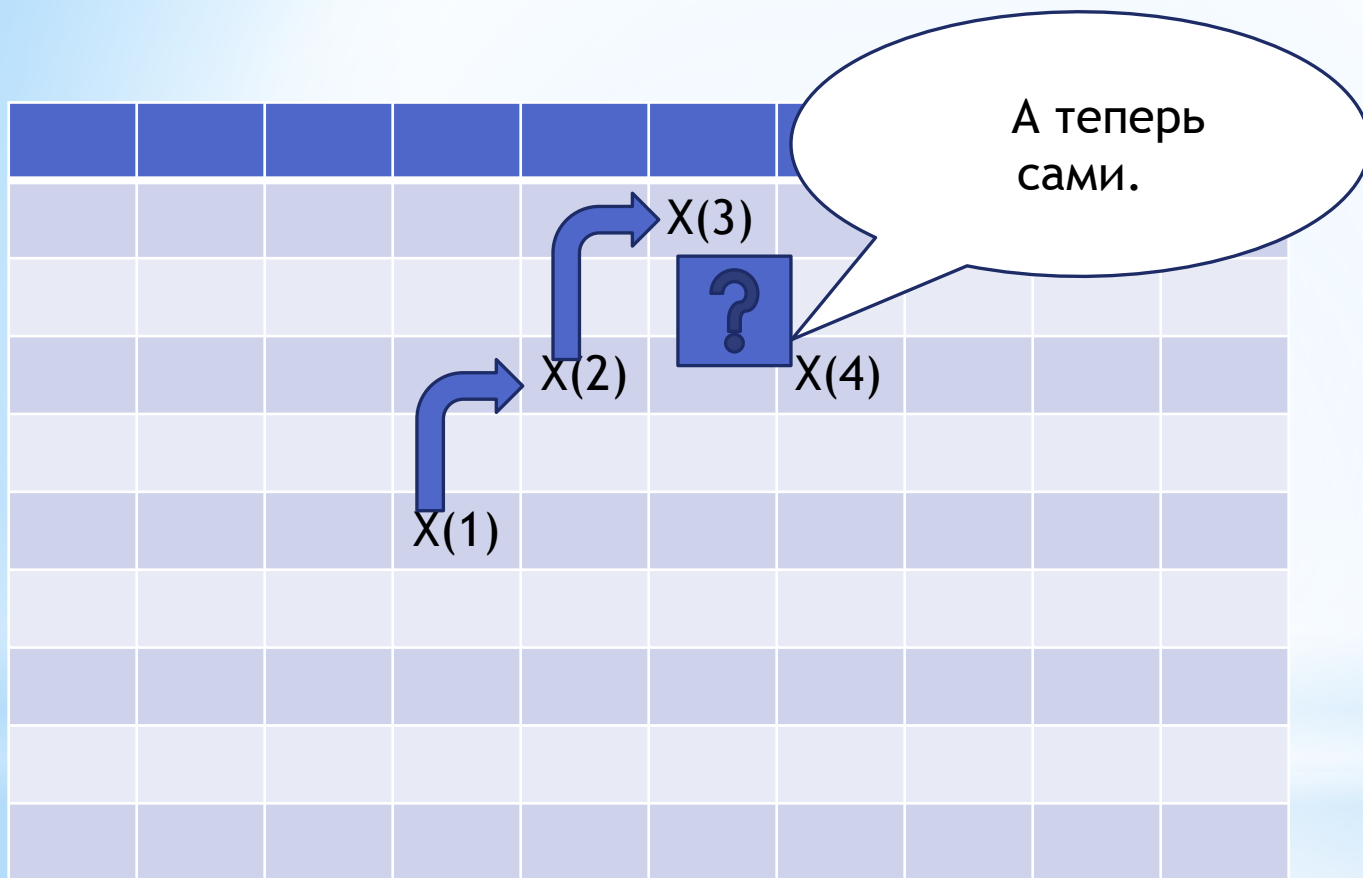 А теперь
сами.
X(3)
?
X(2)
X(4)
X(1)